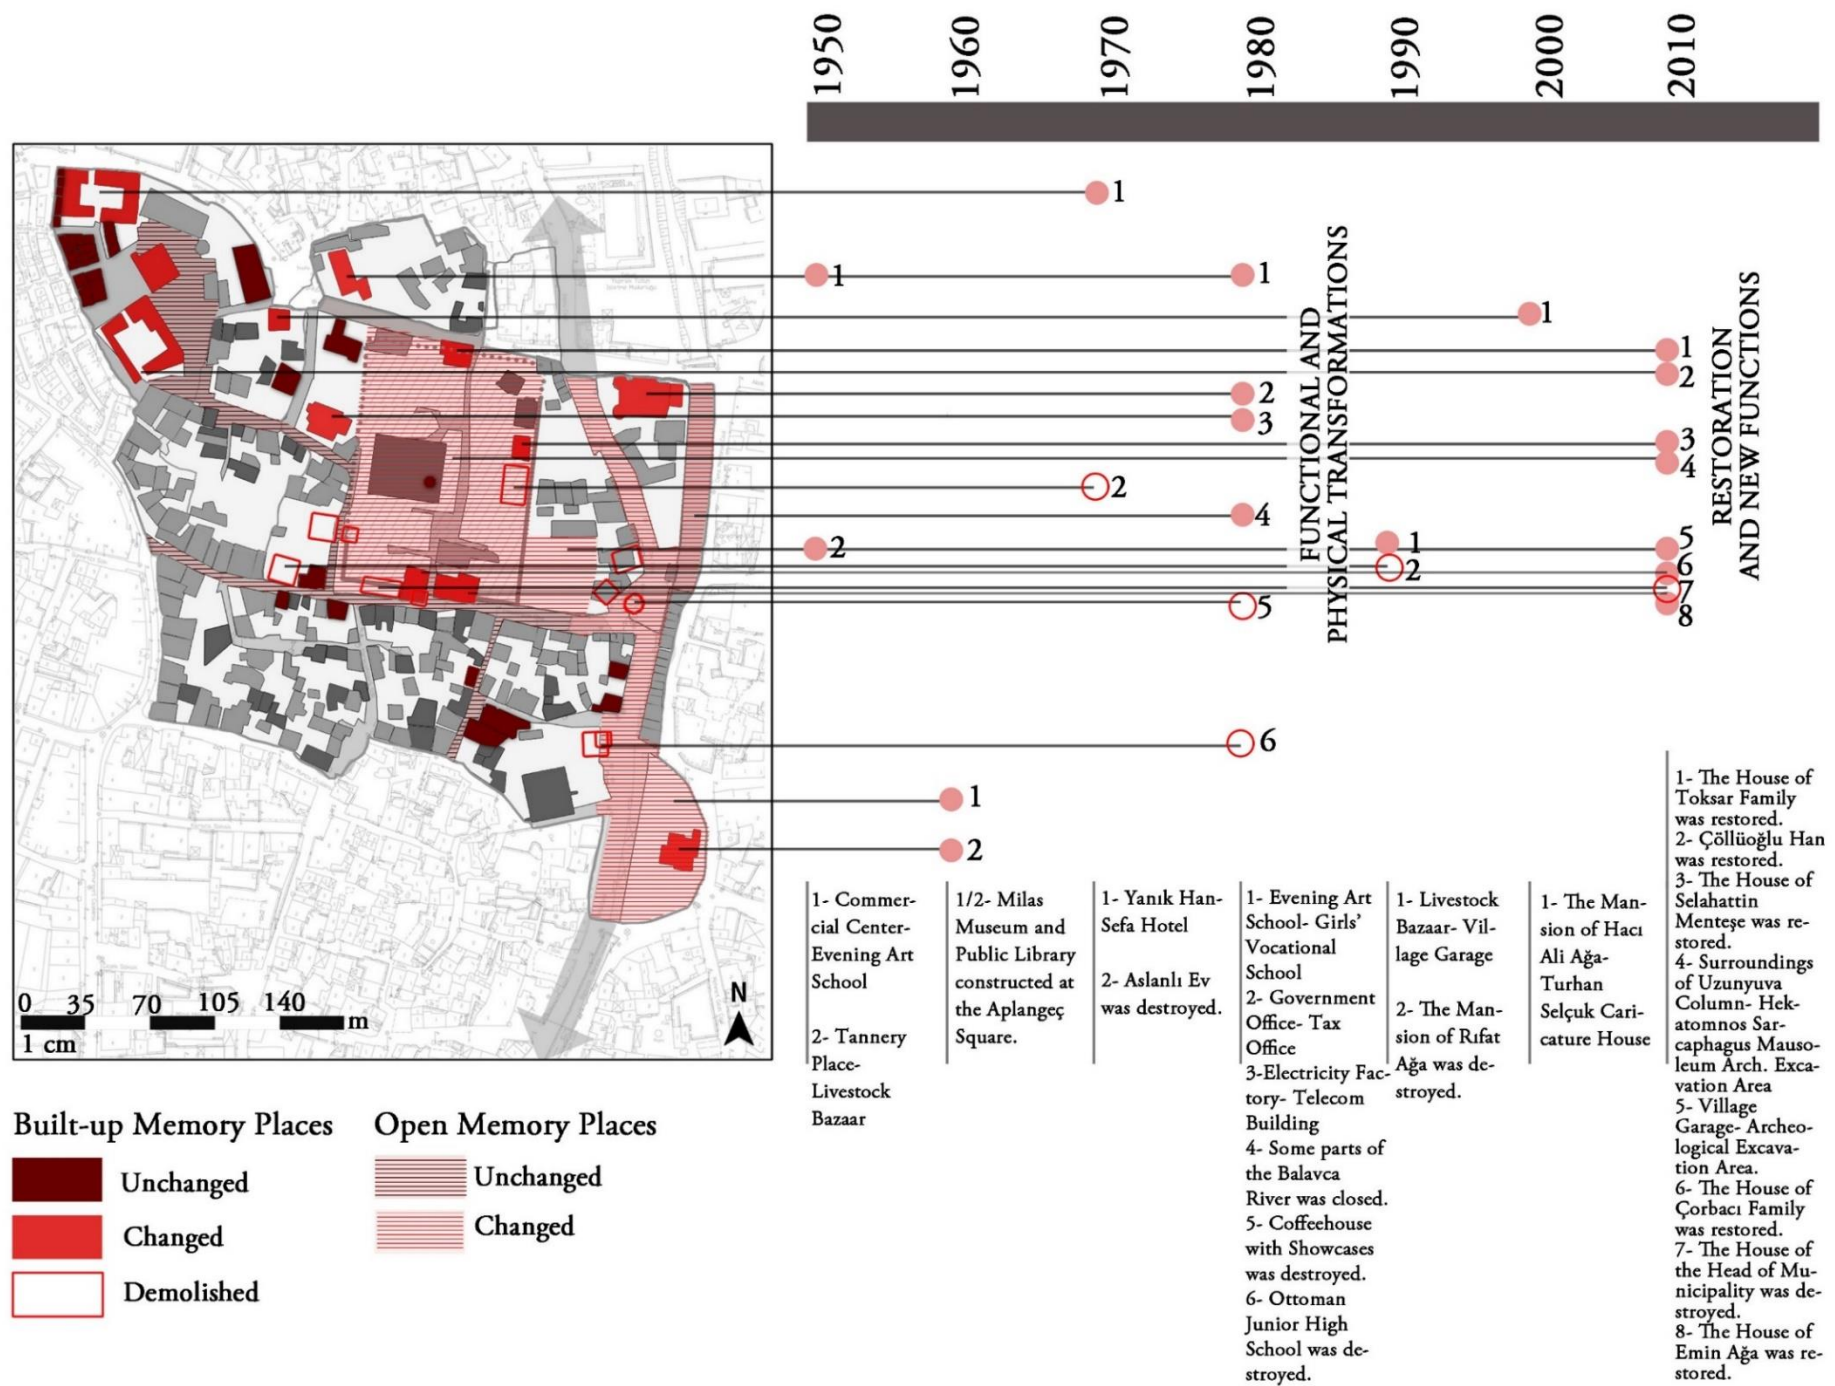 1950
1960
1970
1980
1990
2000
2010
1
1
1
1
1
2
2
3
3
4
2
4
2
1
5
2
6
7
5
8
6
1
2
FUNCTIONAL AND
PHYSICAL TRANSFORMATIONS
RESTORATION
AND NEW FUNCTIONS
0 35 70 105 140
m
1 cm
N
1- Commer-
cial Center-
Evening Art
School
2- Tannery
Place-
Livestock
Bazaar
1/2- Milas
Museum and
Public Library
constructed at
the Aplangeç
Square.
1- Yanık Han-
Sefa Hotel
2- Aslanlı Ev
was destroyed.
1- Evening Art
School- Girls'
Vocational
School
2- Government
Office- Tax
Office
3-Electricity Fac-
tory- Telecom
Building
4- Some parts of
the Balavca
River was closed.
5- Coffeehouse
with Showcases
was destroyed.
6- Ottoman
Junior High
School was de-
stroyed.
1- Livestock
Bazaar- Vil-
lage Garage
2- The Man-
sion of Rıfat
Ağa was de-
stroyed.
1- The Man-
sion of Hacı
Ali Ağa-
Turhan
Selçuk Cari-
cature House
1- The House of
Toksar Family
was restored.
2- Çöllüoğlu Han
was restored.
3- The House of
Selahattin
Menteşe was re-
stored.
4- Surroundings
of Uzunyuva
Column- Hek-
atomnos Sar-
caphagus Mauso-
leum Arch. Exca-
vation Area
5- Village
Garage- Archeo-
logical Excava-
tion Area.
6- The House of
Çorbacı Family
was restored.
7- The House of
the Head of Mu-
nicipality was de-
stroyed.
8- The House of
Emin Ağa was re-
stored.
Built-up Memory Places
Unchanged
Changed
Demolished
Open Memory Places
Unchanged
Changed